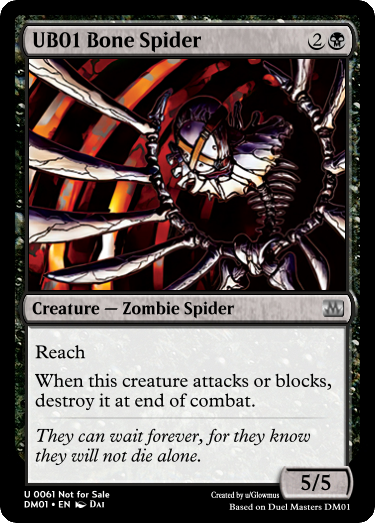 UB01 Bone Spider 2
Creature — Zombie Spider
Reach
When this creature attacks or blocks,
destroy it at end of combat.
They can wait forever, for they know
they will not die alone.
5/5
U 0061 Not for Sale
DM01 • EN Dai
Created by u/Glowmus
Based on Duel Masters DM01